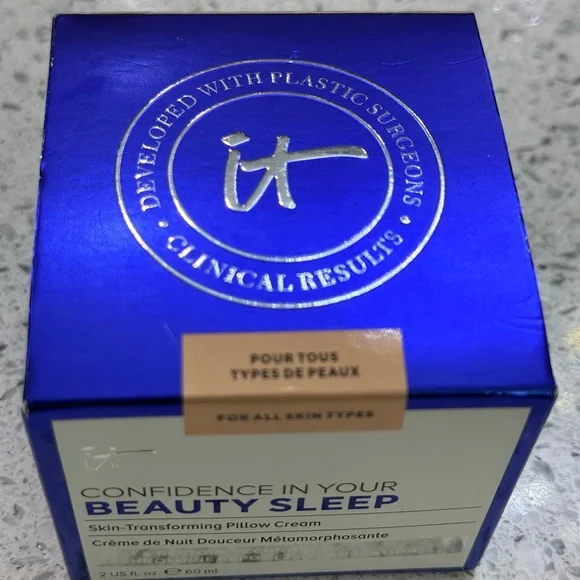 DEVELOPED WITH PLASTIC SURGEONS
it
• CLINICAL RESULTS •
POUR TOUS
TYPES DE PEAUX
FOR ALL SKIN TYPES
it
CONFIDENCE IN YOUR
BEAUTY SLEEP
Skin-Transforming Pillow Cream
Crème de Nuit Douceur Métamorphosante
2 US fl. oz. ℮ 60 ml